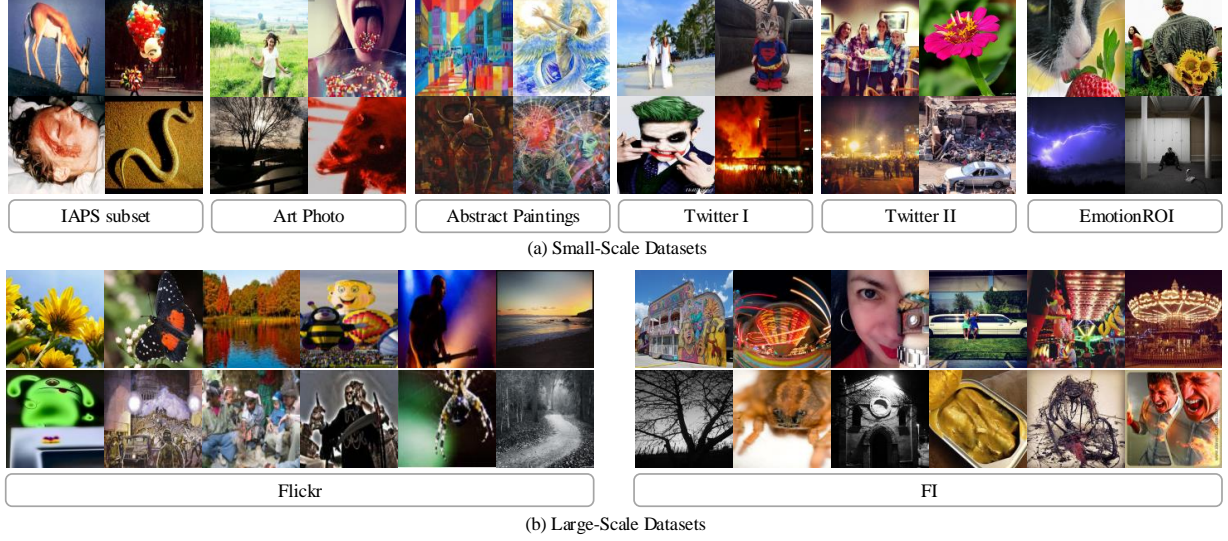 IAPS subset
Art Photo
Abstract Paintings
Twitter I
Twitter II
EmotionROI
(a) Small-Scale Datasets
Flickr
FI
(b) Large-Scale Datasets